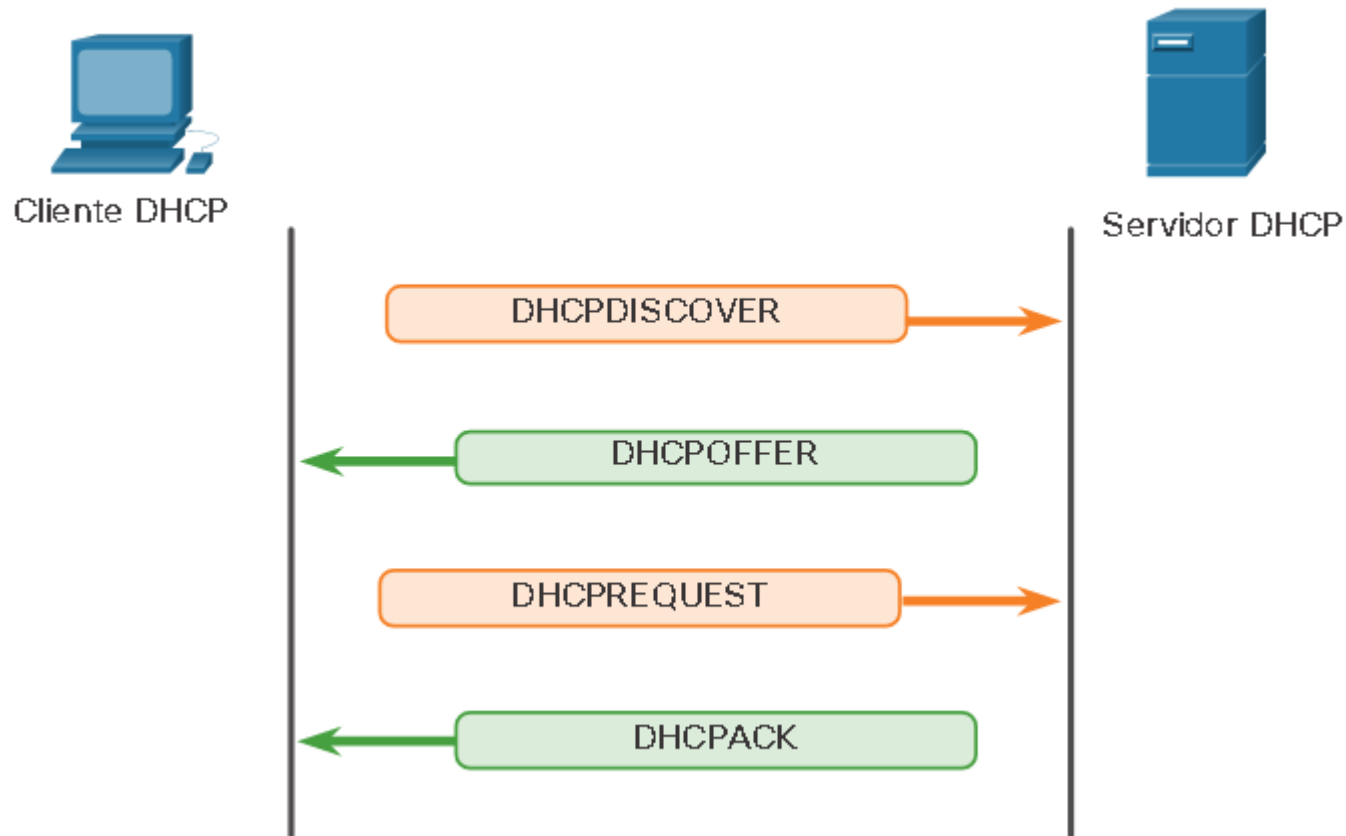 Cliente DHCP
Servidor DHCP
DHCPDISCOVER
DHCPOFFER
DHCPREQUEST
DHCPACK